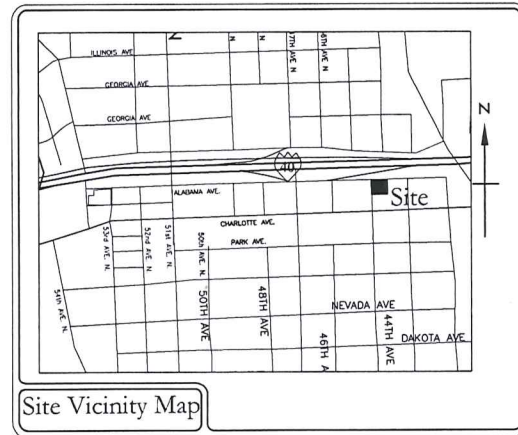 N
N
N
47TH AVE N
46TH AVE N
ILLINOIS AVE
GEORGIA AVE
GEORGIA AVE
N
40
ALABAMA AVE.
Site
CHARLOTTE AVE.
PARK AVE.
53rd AVE. N.
52nd AVE. N.
51st AVE. N.
50th AVE. N.
54th AVE. N.
50TH AVE
48TH AVE
NEVADA AVE
46TH A
44TH AVE
DAKOTA AVE
Site Vicinity Map